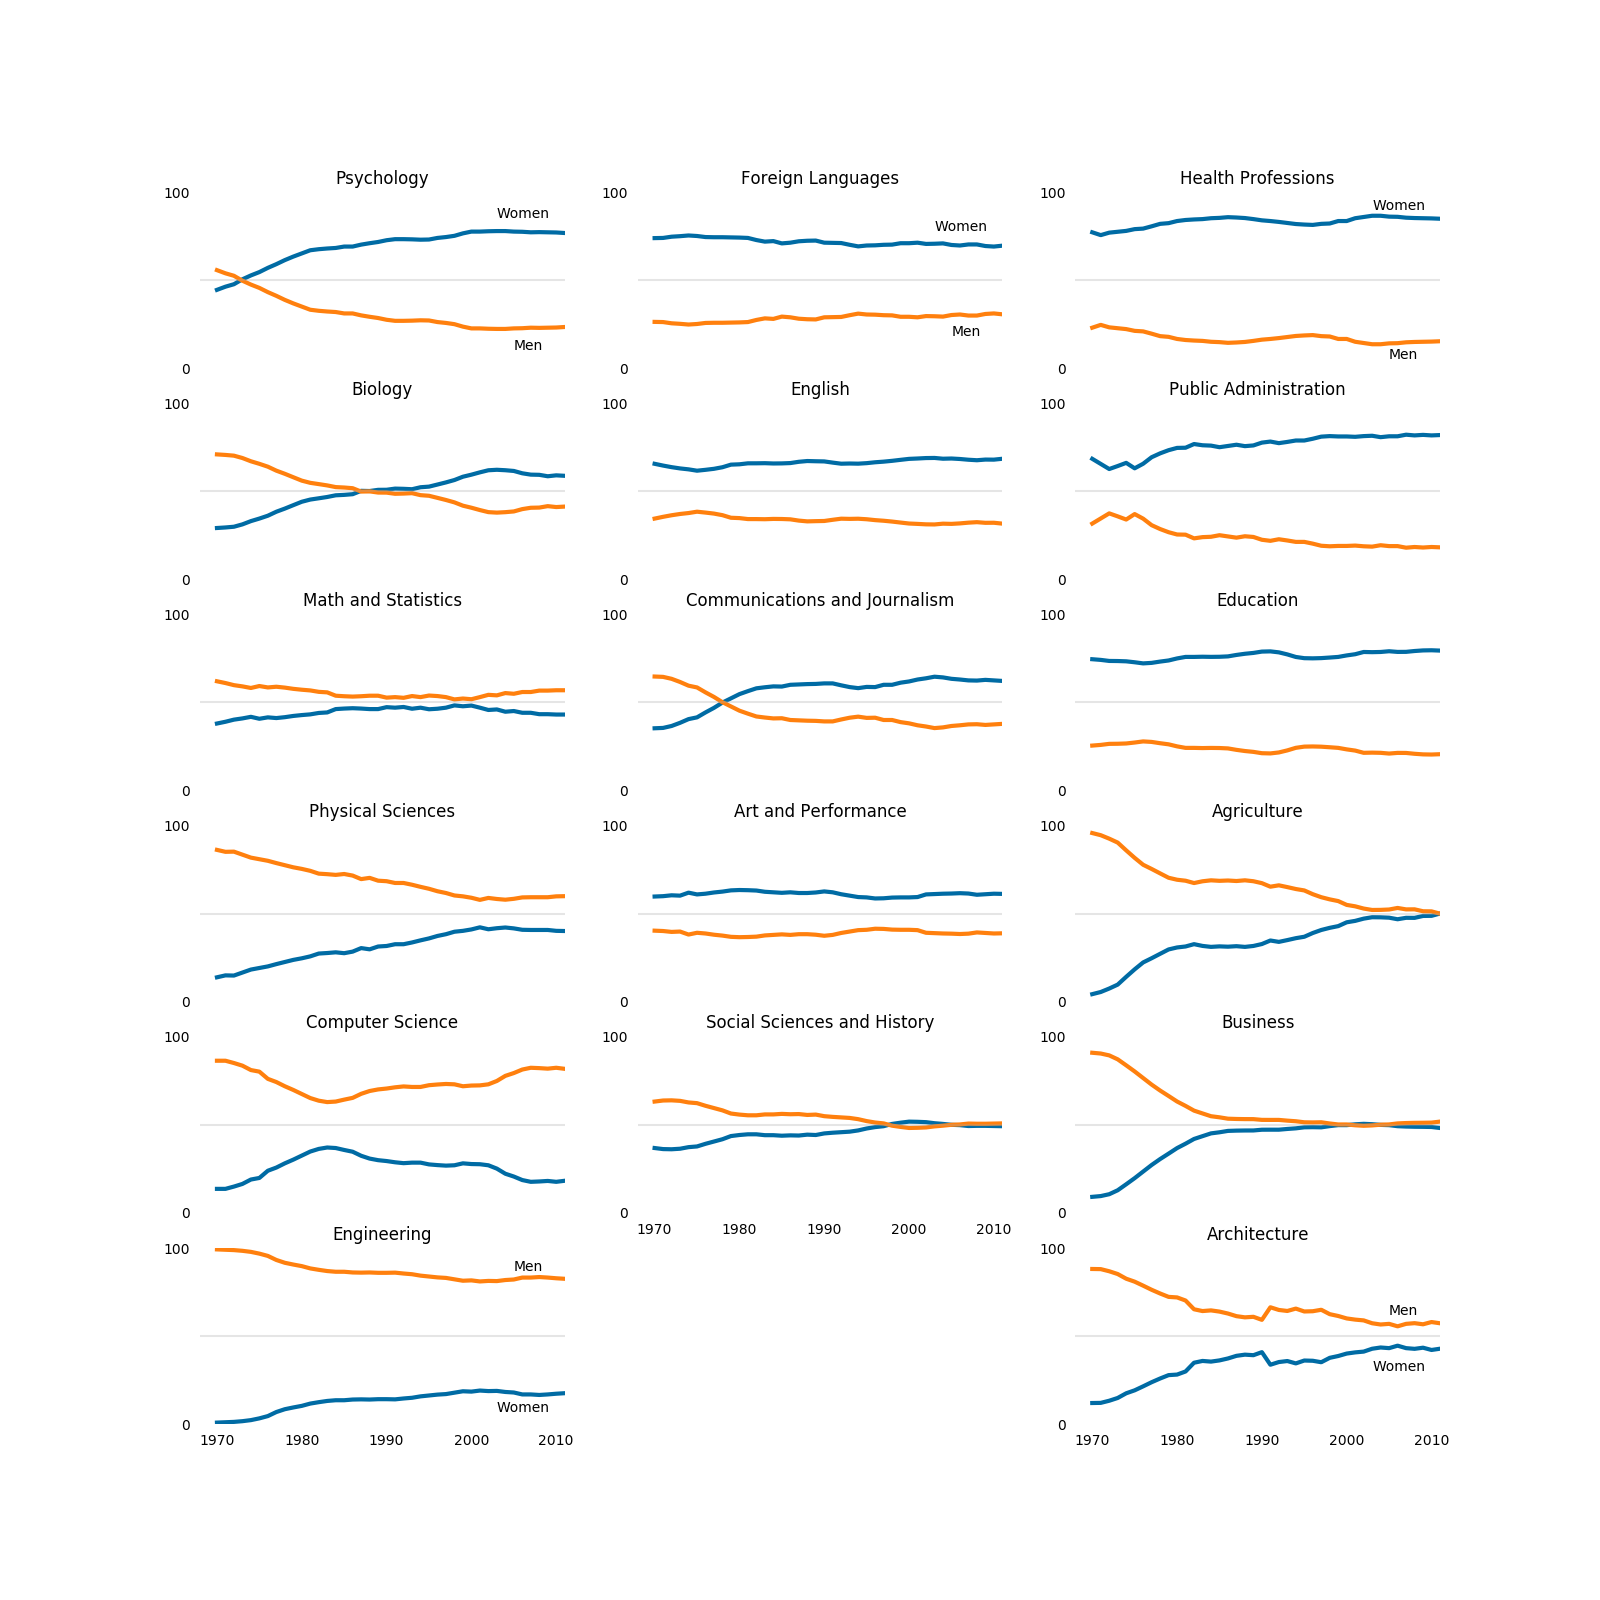 Psychology
100
Women
Men
0
Foreign Languages
100
Women
Men
0
Health Professions
100
Women
Men
0
Biology
100
0
English
100
0
Public Administration
100
0
Math and Statistics
100
0
Communications and Journalism
100
0
Education
100
0
Physical Sciences
100
0
Art and Performance
100
0
Agriculture
100
0
Computer Science
100
0
Social Sciences and History
100
0
1970 1980 1990 2000 2010
Business
100
0
Engineering
100
Men
Women
0
1970 1980 1990 2000 2010
Architecture
100
Men
Women
0
1970 1980 1990 2000 2010